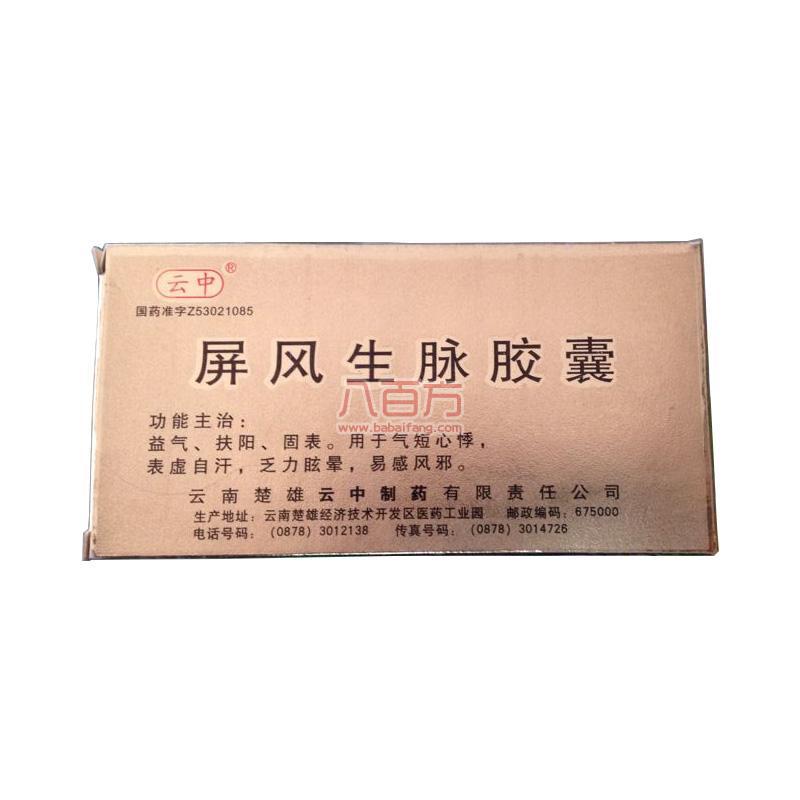 云中®
国药准字Z53021085
屏风生脉胶囊
八百方
www.babaifang.com
功能主治：
益气、扶阳、固表。用于气短心悸，
表虚自汗，乏力眩晕，易感风邪。
云南楚雄云中制药有限责任公司
生产地址：云南楚雄经济技术开发区医药工业园 邮政编码：675000
电话号码：(0878) 3012138 传真号码：(0878) 3014726